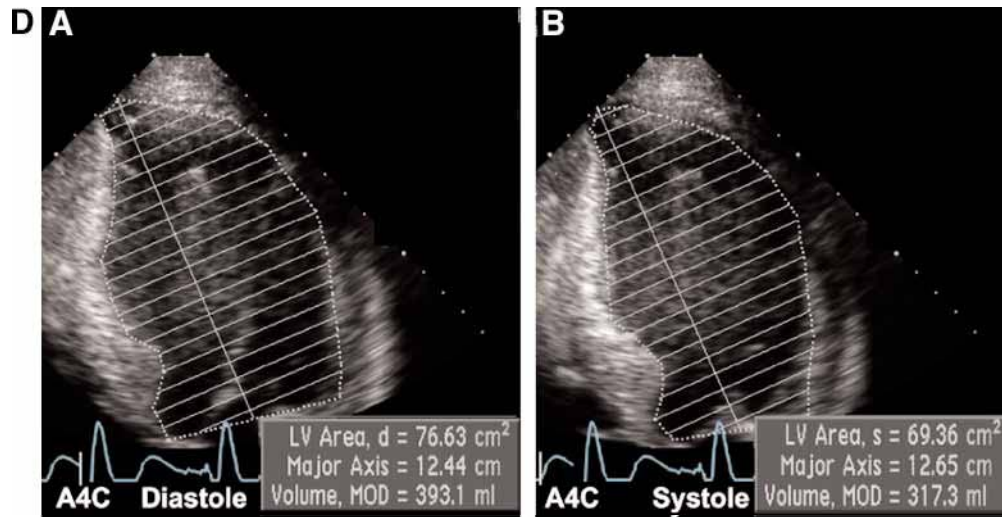 D A B
LV Area, d = 76.63 cm²
Major Axis = 12.44 cm
Volume, MOD = 393.1 ml
A4C Diastole
LV Area, s = 69.36 cm²
Major Axis = 12.65 cm
Volume, MOD = 317.3 ml
A4C Systole